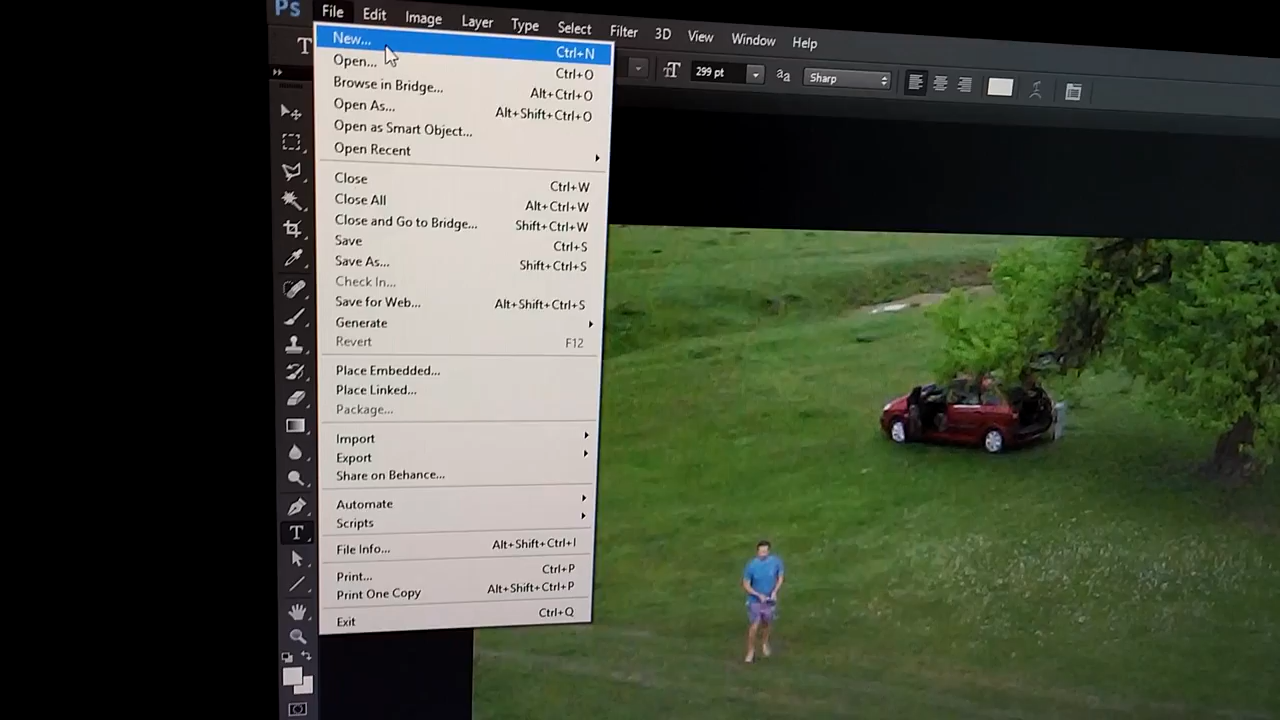 Ps File Edit Image Layer Type Select Filter 3D View Window Help
T 299 pt aa Sharp
New... Ctrl+N
Open... Ctrl+O
Browse in Bridge... Alt+Ctrl+O
Open As... Alt+Shift+Ctrl+O
Open as Smart Object...
Open Recent
Close Ctrl+W
Close All Alt+Ctrl+W
Close and Go to Bridge... Shift+Ctrl+W
Save Ctrl+S
Save As... Shift+Ctrl+S
Check In...
Save for Web... Alt+Shift+Ctrl+S
Generate
Revert F12
Place Embedded...
Place Linked...
Package...
Import
Export
Share on Behance...
Automate
Scripts
File Info... Alt+Shift+Ctrl+I
Print... Ctrl+P
Print One Copy Alt+Shift+Ctrl+P
Exit Ctrl+Q